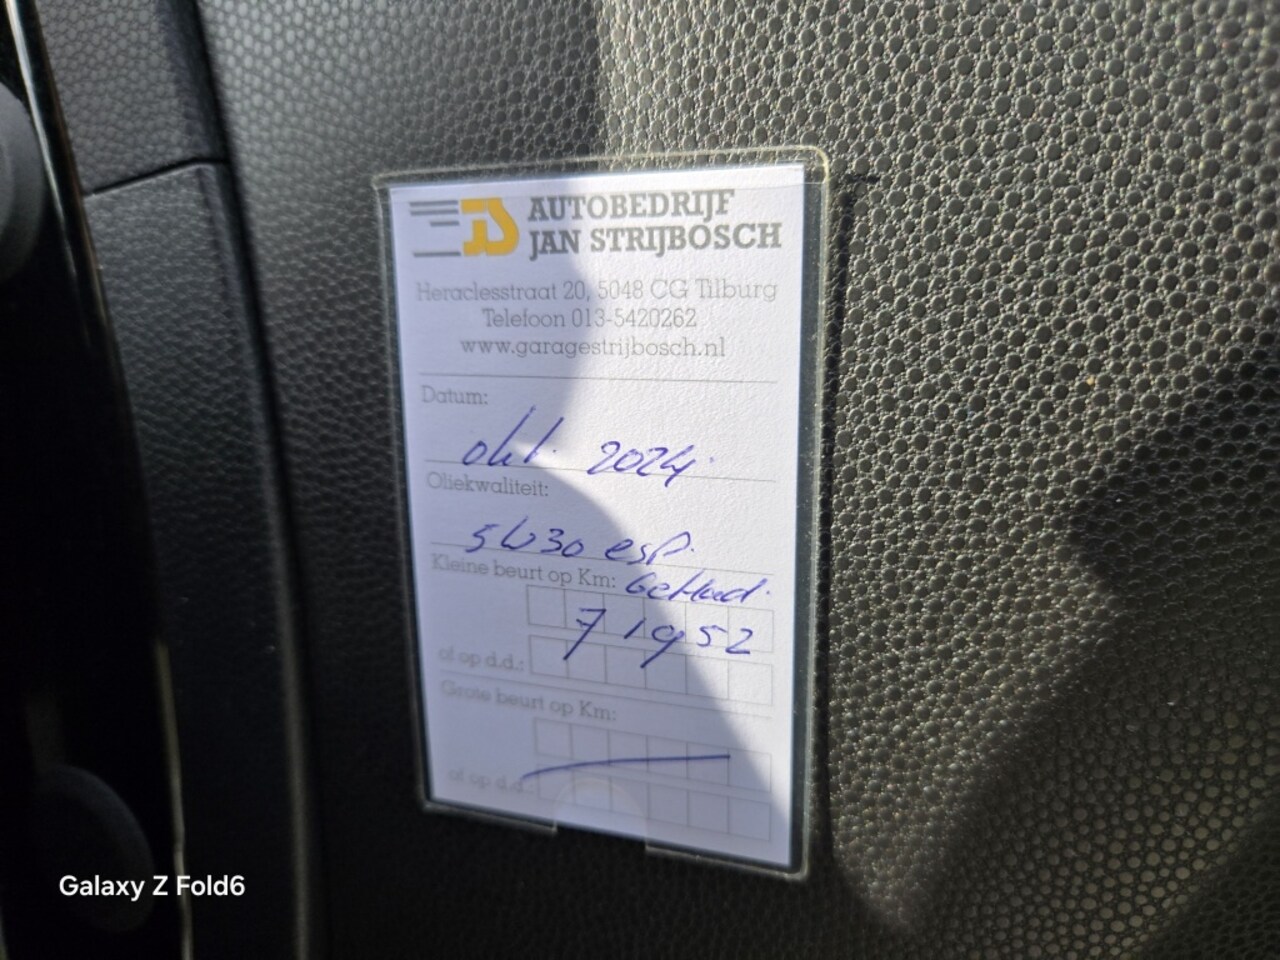 AUTOBEDRIJF
JAN STRIJBOSCH
Heraclesstraat 20, 5048 CG Tilburg
Telefoon 013-5420262
www.garagestrijbosch.nl
Datum:
okt. 2024
Oliekwaliteit:
5W30 esp.
Kleine beurt op Km: Gehad.
71952
of op d.d.:
Grote beurt op Km:
of op d.d.:
Galaxy Z Fold6